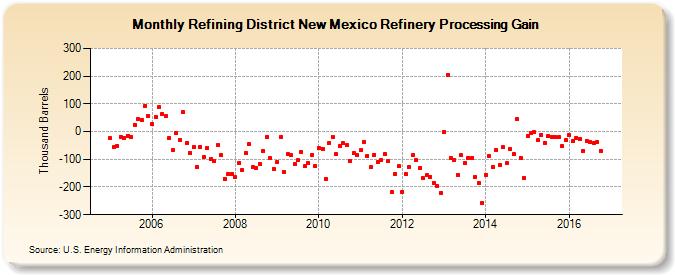 Monthly Refining District New Mexico Refinery Processing Gain
Thousand Barrels
300
200
100
0
-100
-200
-300
2006 2008 2010 2012 2014 2016
Source: U.S. Energy Information Administration